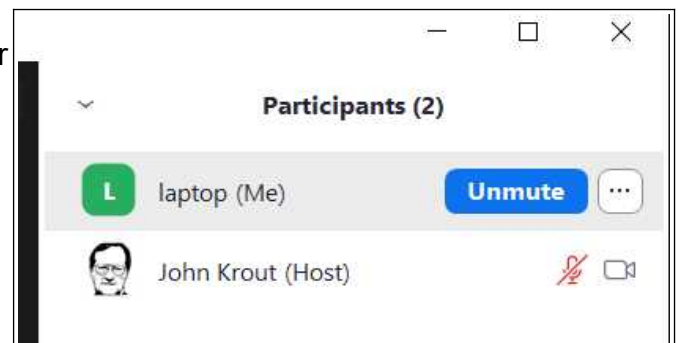 r
Participants (2)
L laptop (Me) Unmute ...
John Krout (Host)